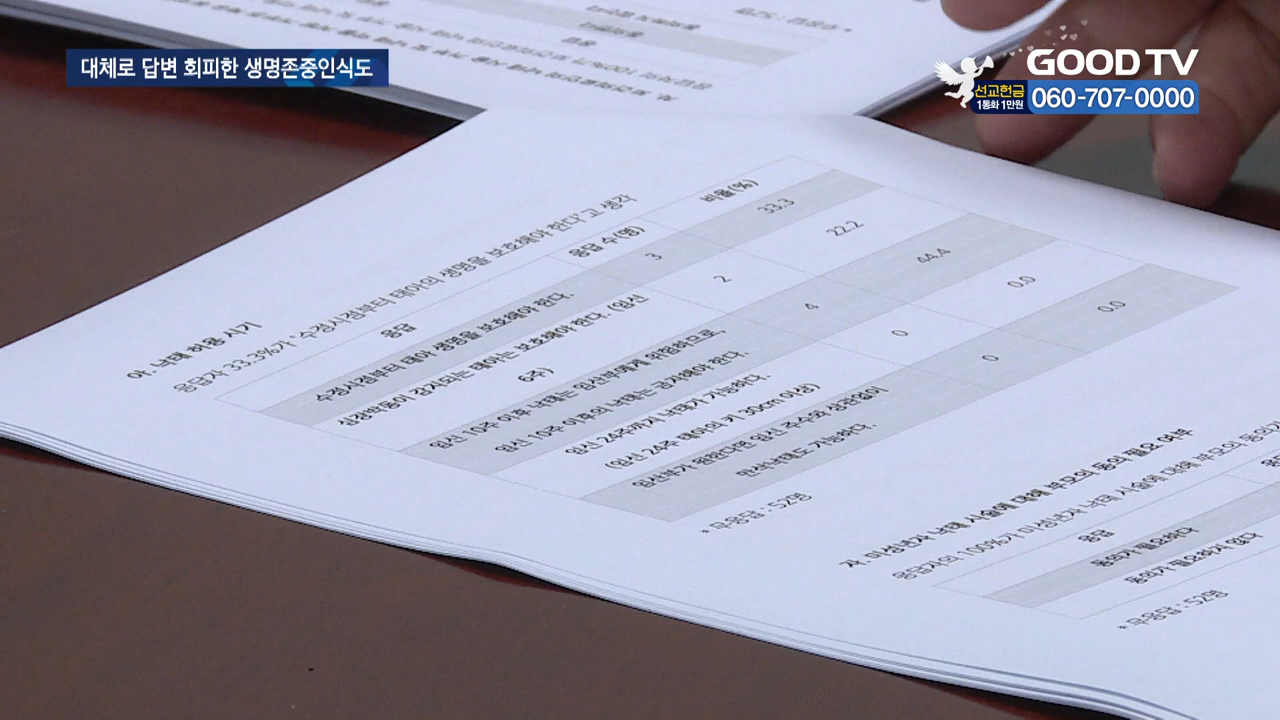 대체로 답변 회피한 생명존중인식도
GOOD TV
선교헌금
1통화 1만원
060-707-0000
아. 낙태 허용 시기
응답자 33.3%가 '수정시점부터 태아의 생명을 보호해야 한다'고 생각
응답 응답 수(명) 비율(%)
수정시점부터 태아 생명을 보호해야 한다. 3 33.3
심장박동이 감지되는 태아는 보호해야 한다. (임신
6주) 2 22.2
임신 10주 이후 낙태는 임산부에게 위험하므로,
임신 10주 이후의 낙태는 금지해야 한다. 4 44.4
임신 24주까지 낙태가 가능하다.
(임신 24주 태아의 키 30cm 이상) 0 0.0
임산부가 원한다면 임신 주수와 상관없이
만삭낙태도 가능하다. 0 0.0
* 무응답 : 52명
자. 미성년자 낙태 시술에 대해 부모의 동의 필요 여부
응답자의 100%가 미성년자 낙태 시술에 대해 부모의 동의가
응답
동의가 필요하다
동의가 필요하지 않다
* 무응답 : 52명